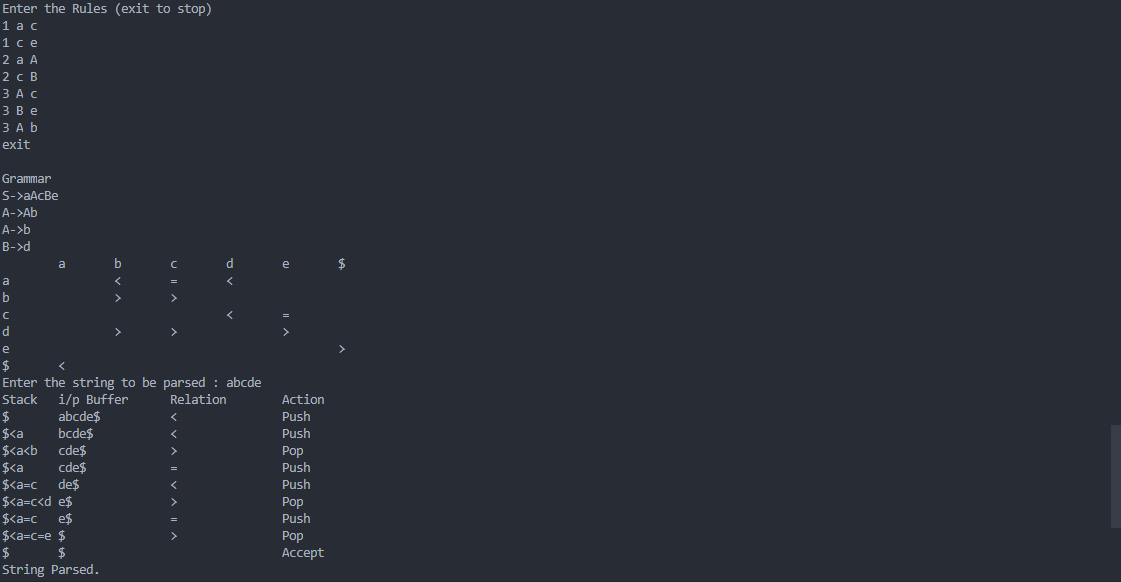 Enter the Rules (exit to stop)
1 a c
1 c e
2 a A
2 c B
3 A c
3 B e
3 A b
exit

Grammar
S->aAcBe
A->Ab
A->b
B->d
        a       b       c       d       e       $
a               <       =       <
b               >       >
c                               <       =
d               >       >               >
e                                               >
$       <
Enter the string to be parsed : abcde
Stack   i/p Buffer      Relation        Action
$       abcde$          <               Push
$<a     bcde$           <               Push
$<a<b   cde$            >               Pop
$<a     cde$            =               Push
$<a=c   de$             <               Push
$<a=c<d e$              >               Pop
$<a=c   e$              =               Push
$<a=c=e $               >               Pop
$       $                               Accept
String Parsed.